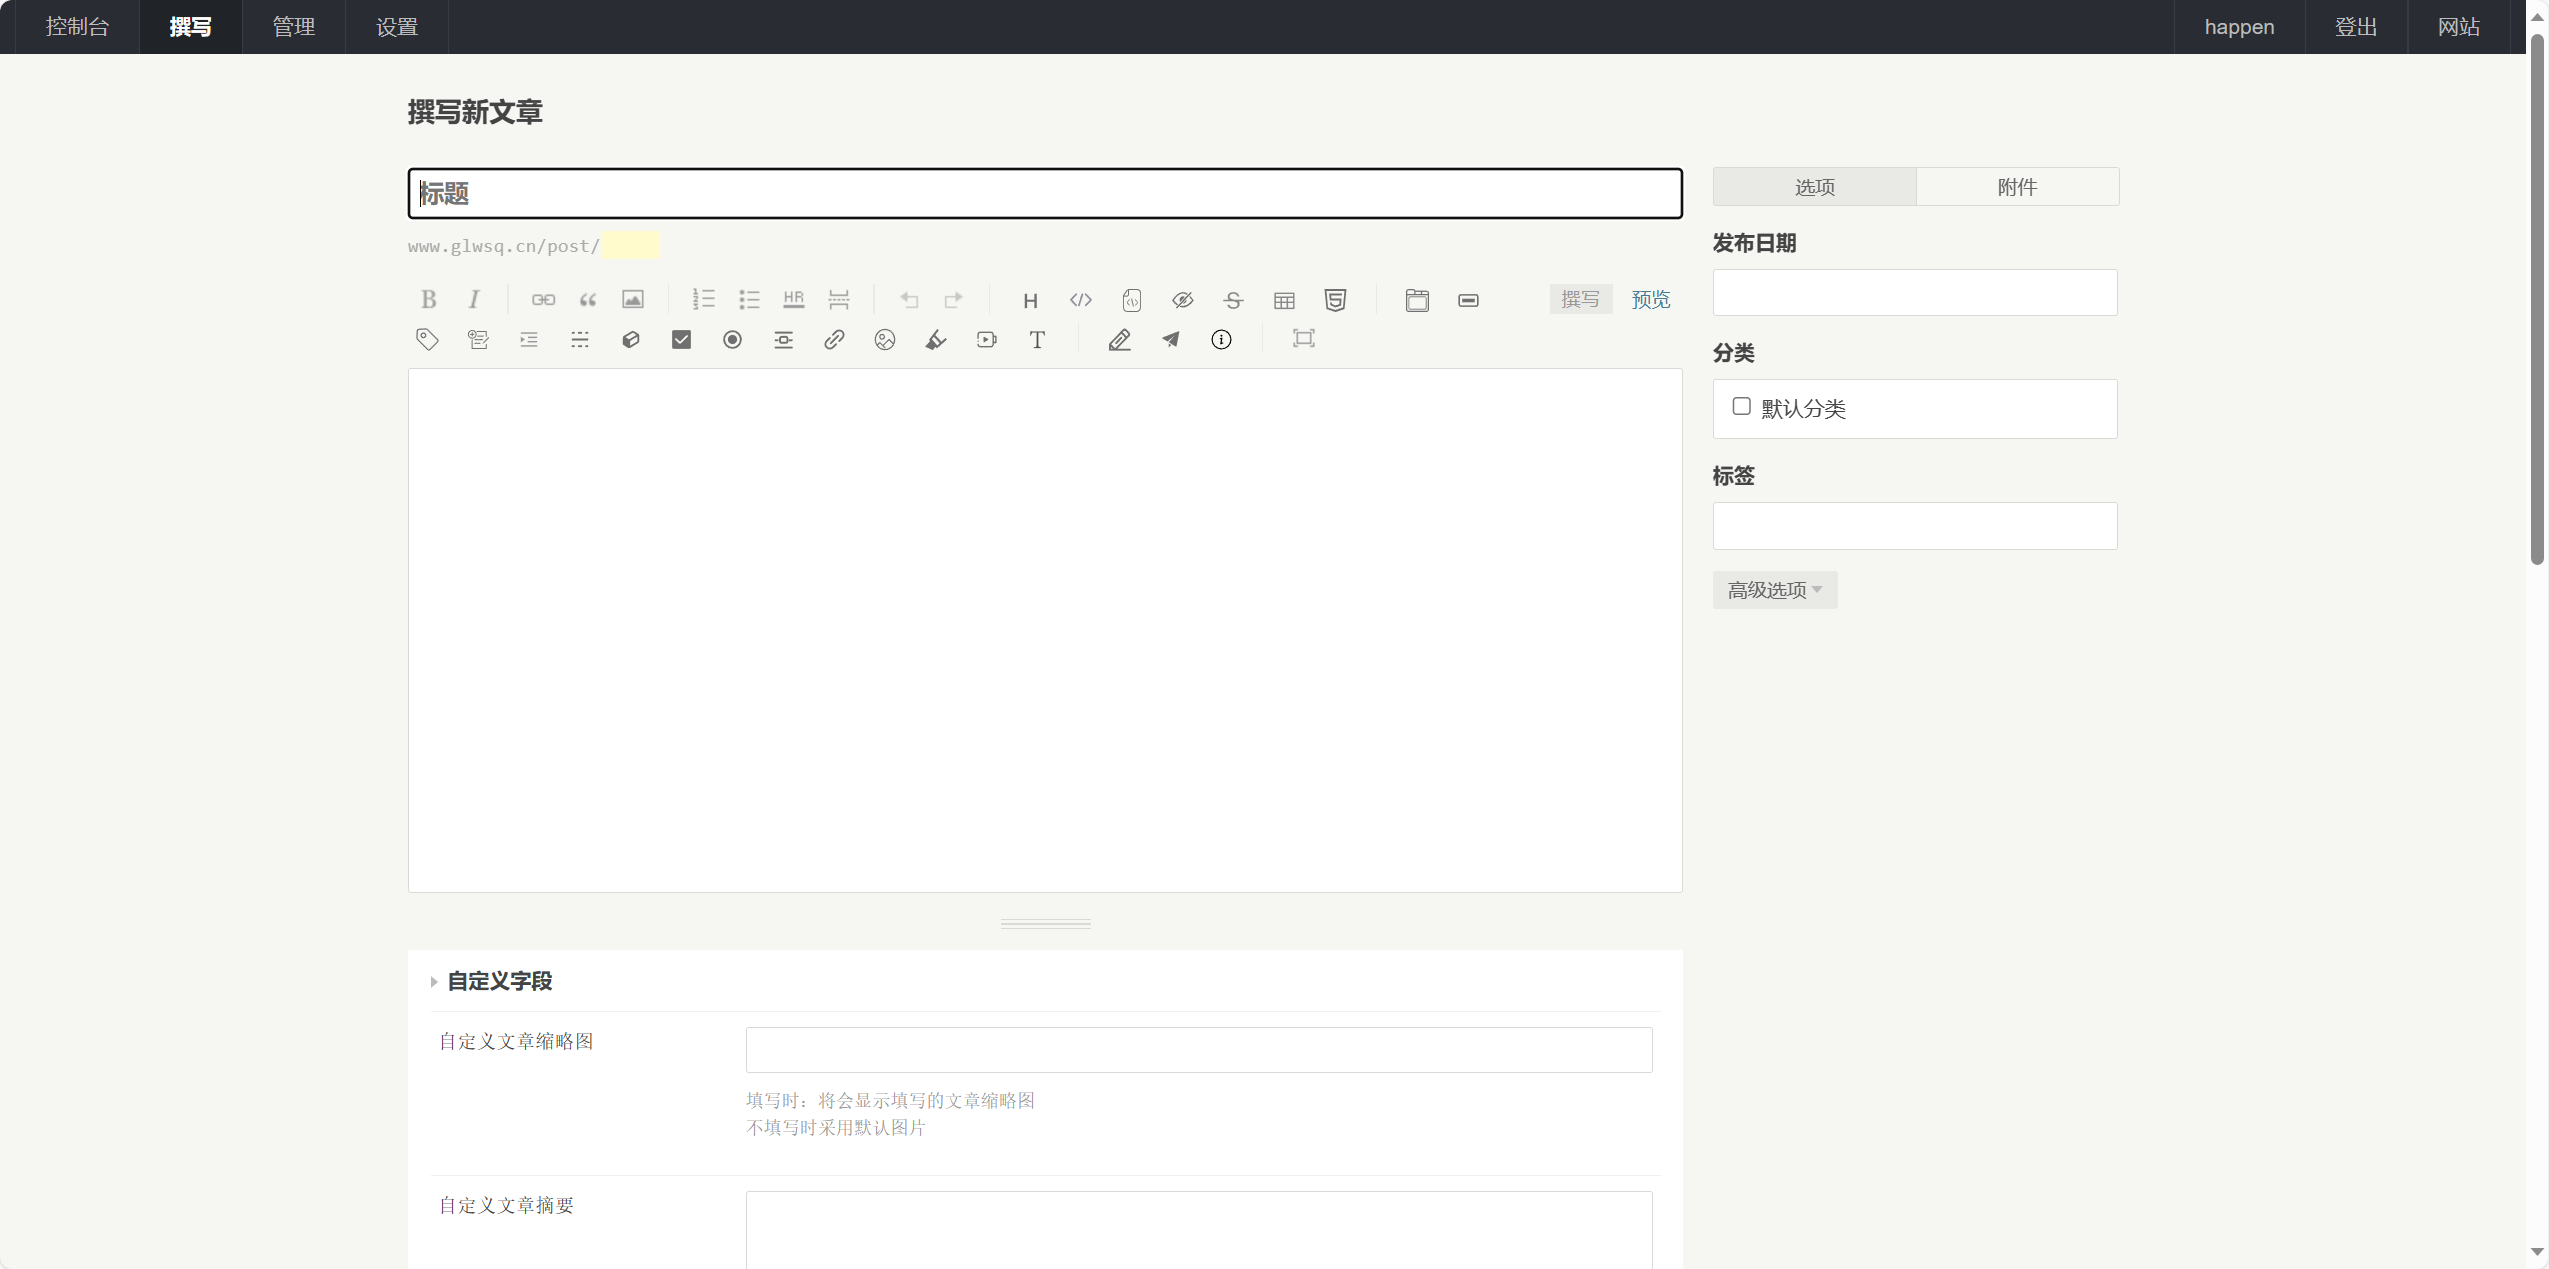 控制台 撰写 管理 设置 happen 登出 网站
撰写新文章
标题
www.glwsq.cn/post/
B I HR H S T
撰写 预览
选项 附件
发布日期
分类
默认分类
标签
高级选项
自定义字段
自定义文章缩略图
填写时：将会显示填写的文章缩略图
不填写时采用默认图片
自定义文章摘要